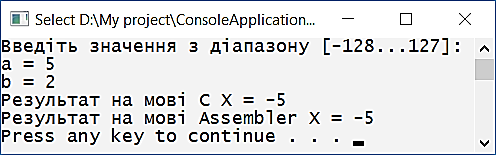 Select D:\My project\ConsoleApplication...
Введіть значення з діапазону [-128...127]:
a = 5
b = 2
Результат на мові C X = -5
Результат на мові Assembler X = -5
Press any key to continue . . .